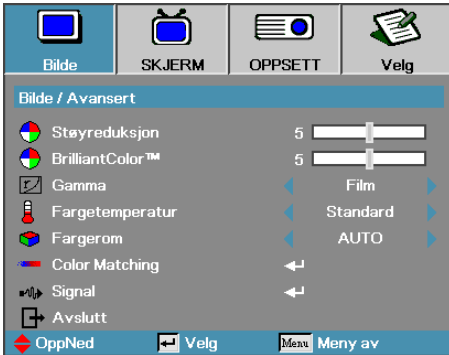 Bilde SKJERM OPPSETT Velg
Bilde / Avansert
Støyreduksjon 5
BrilliantColor™ 5
Gamma Film
Fargetemperatur Standard
Fargerom AUTO
Color Matching
Signal
Avslutt
OppNed Velg Menu Meny av